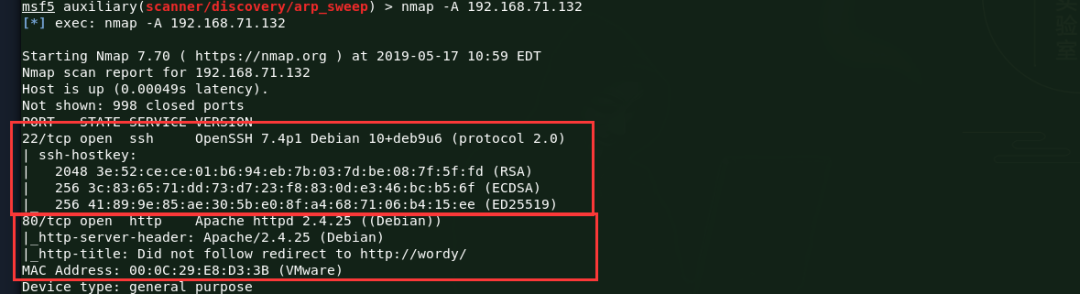 msf5 auxiliary(scanner/discovery/arp_sweep) > nmap -A 192.168.71.132
[*] exec: nmap -A 192.168.71.132
Starting Nmap 7.70 ( https://nmap.org ) at 2019-05-17 10:59 EDT
Nmap scan report for 192.168.71.132
Host is up (0.00049s latency).
Not shown: 998 closed ports
PORT   STATE SERVICE VERSION
22/tcp open  ssh     OpenSSH 7.4p1 Debian 10+deb9u6 (protocol 2.0)
| ssh-hostkey:
|   2048 3e:52:ce:ce:01:b6:94:eb:7b:03:7d:be:08:7f:5f:fd (RSA)
|   256 3c:83:65:71:dd:73:d7:23:f8:83:0d:e3:46:bc:b5:6f (ECDSA)
|_  256 41:89:9e:85:ae:30:5b:e0:8f:a4:68:71:06:b4:15:ee (ED25519)
80/tcp open  http    Apache httpd 2.4.25 ((Debian))
|_http-server-header: Apache/2.4.25 (Debian)
|_http-title: Did not follow redirect to http://wordy/
MAC Address: 00:0C:29:E8:D3:3B (VMware)
Device type: general purpose
实验室